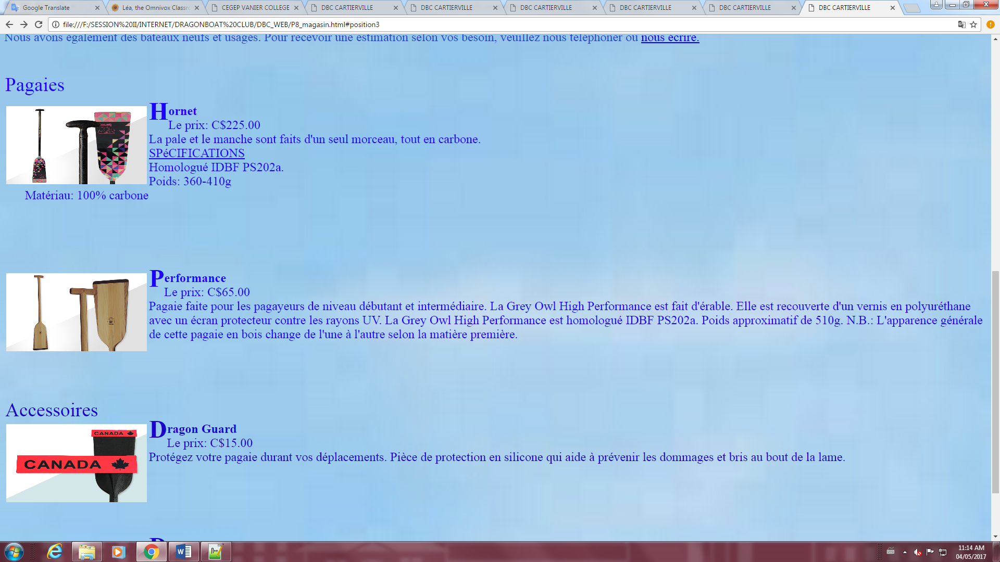 Google Translate
Léa, the Omnivox Classr
CEGEP VANIER COLLEGE
DBC CARTIERVILLE
DBC CARTIERVILLE
DBC CARTIERVILLE
DBC CARTIERVILLE
DBC CARTIERVILLE
DBC CARTIERVILLE
file:///F:/SESSION%20II/INTERNET/DRAGONBOAT%20CLUB/DBC_WEB/P8_magasin.html#position3
Nous avons également des bateaux neufs et usagés. Pour recevoir une estimation selon vos besoin, veuillez nous téléphoner ou nous écrire.
Pagaies
Hornet
Le prix: C$225.00
La pale et le manche sont faits d'un seul morceau, tout en carbone.
SPéCIFICATIONS
Homologué IDBF PS202a.
Poids: 360-410g
Matériau: 100% carbone
Performance
Le prix: C$65.00
Pagaie faite pour les pagayeurs de niveau débutant et intermédiaire. La Grey Owl High Performance est fait d'érable. Elle est recouverte d'un vernis en polyuréthane
avec un écran protecteur contre les rayons UV. La Grey Owl High Performance est homologué IDBF PS202a. Poids approximatif de 510g. N.B.: L'apparence générale
de cette pagaie en bois change de l'une à l'autre selon la matière première.
Accessoires
CANADA
CANADA
Dragon Guard
Le prix: C$15.00
Protégez votre pagaie durant vos déplacements. Pièce de protection en silicone qui aide à prévenir les dommages et bris au bout de la lame.
11:14 AM
04/05/2017